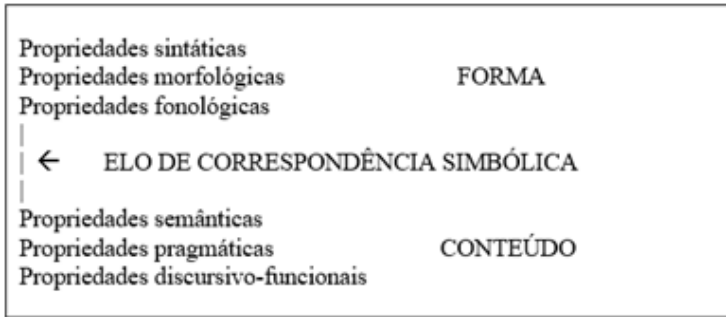 Propriedades sintáticas
Propriedades morfológicas FORMA
Propriedades fonológicas
← ELO DE CORRESPONDÊNCIA SIMBÓLICA
Propriedades semânticas
Propriedades pragmáticas CONTEÚDO
Propriedades discursivo-funcionais